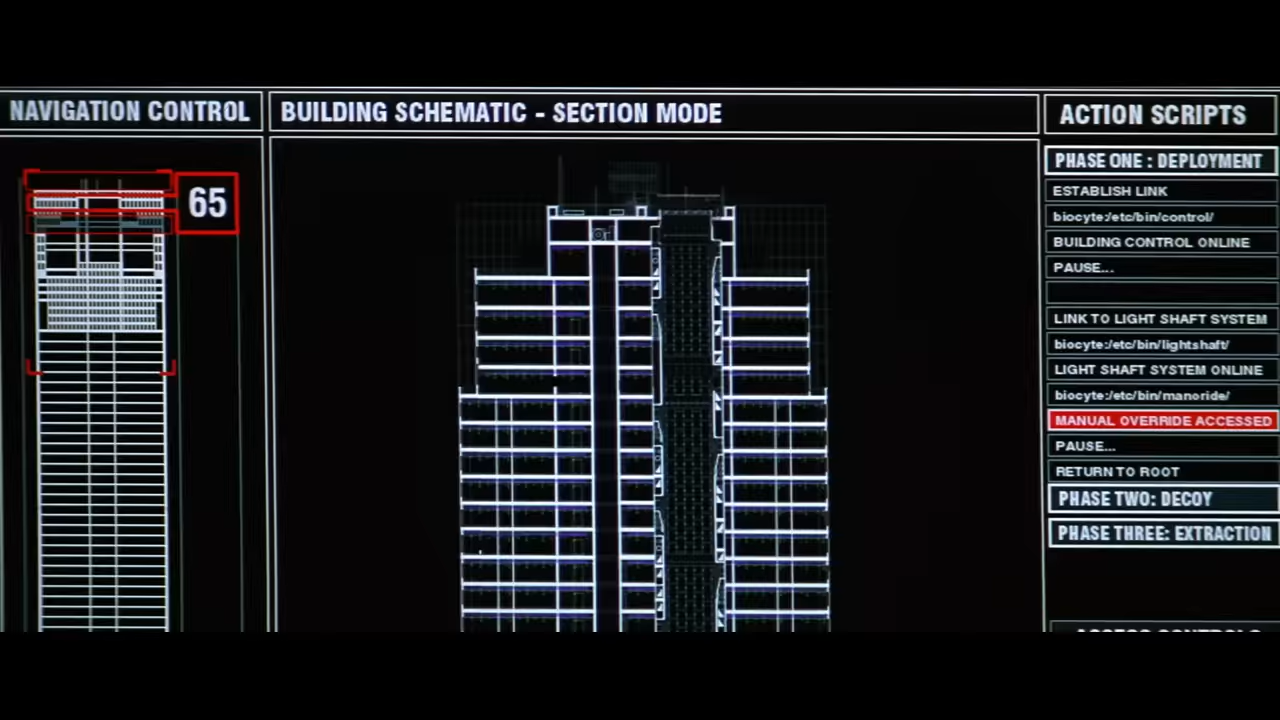 NAVIGATION CONTROL
65
BUILDING SCHEMATIC - SECTION MODE
ACTION SCRIPTS
PHASE ONE : DEPLOYMENT
ESTABLISH LINK
biocyte:/etc/bin/control/
BUILDING CONTROL ONLINE
PAUSE...
LINK TO LIGHT SHAFT SYSTEM
biocyte:/etc/bin/lightshaft/
LIGHT SHAFT SYSTEM ONLINE
biocyte:/etc/bin/manoride/
MANUAL OVERRIDE ACCESSED
PAUSE...
RETURN TO ROOT
PHASE TWO: DECOY
PHASE THREE: EXTRACTION